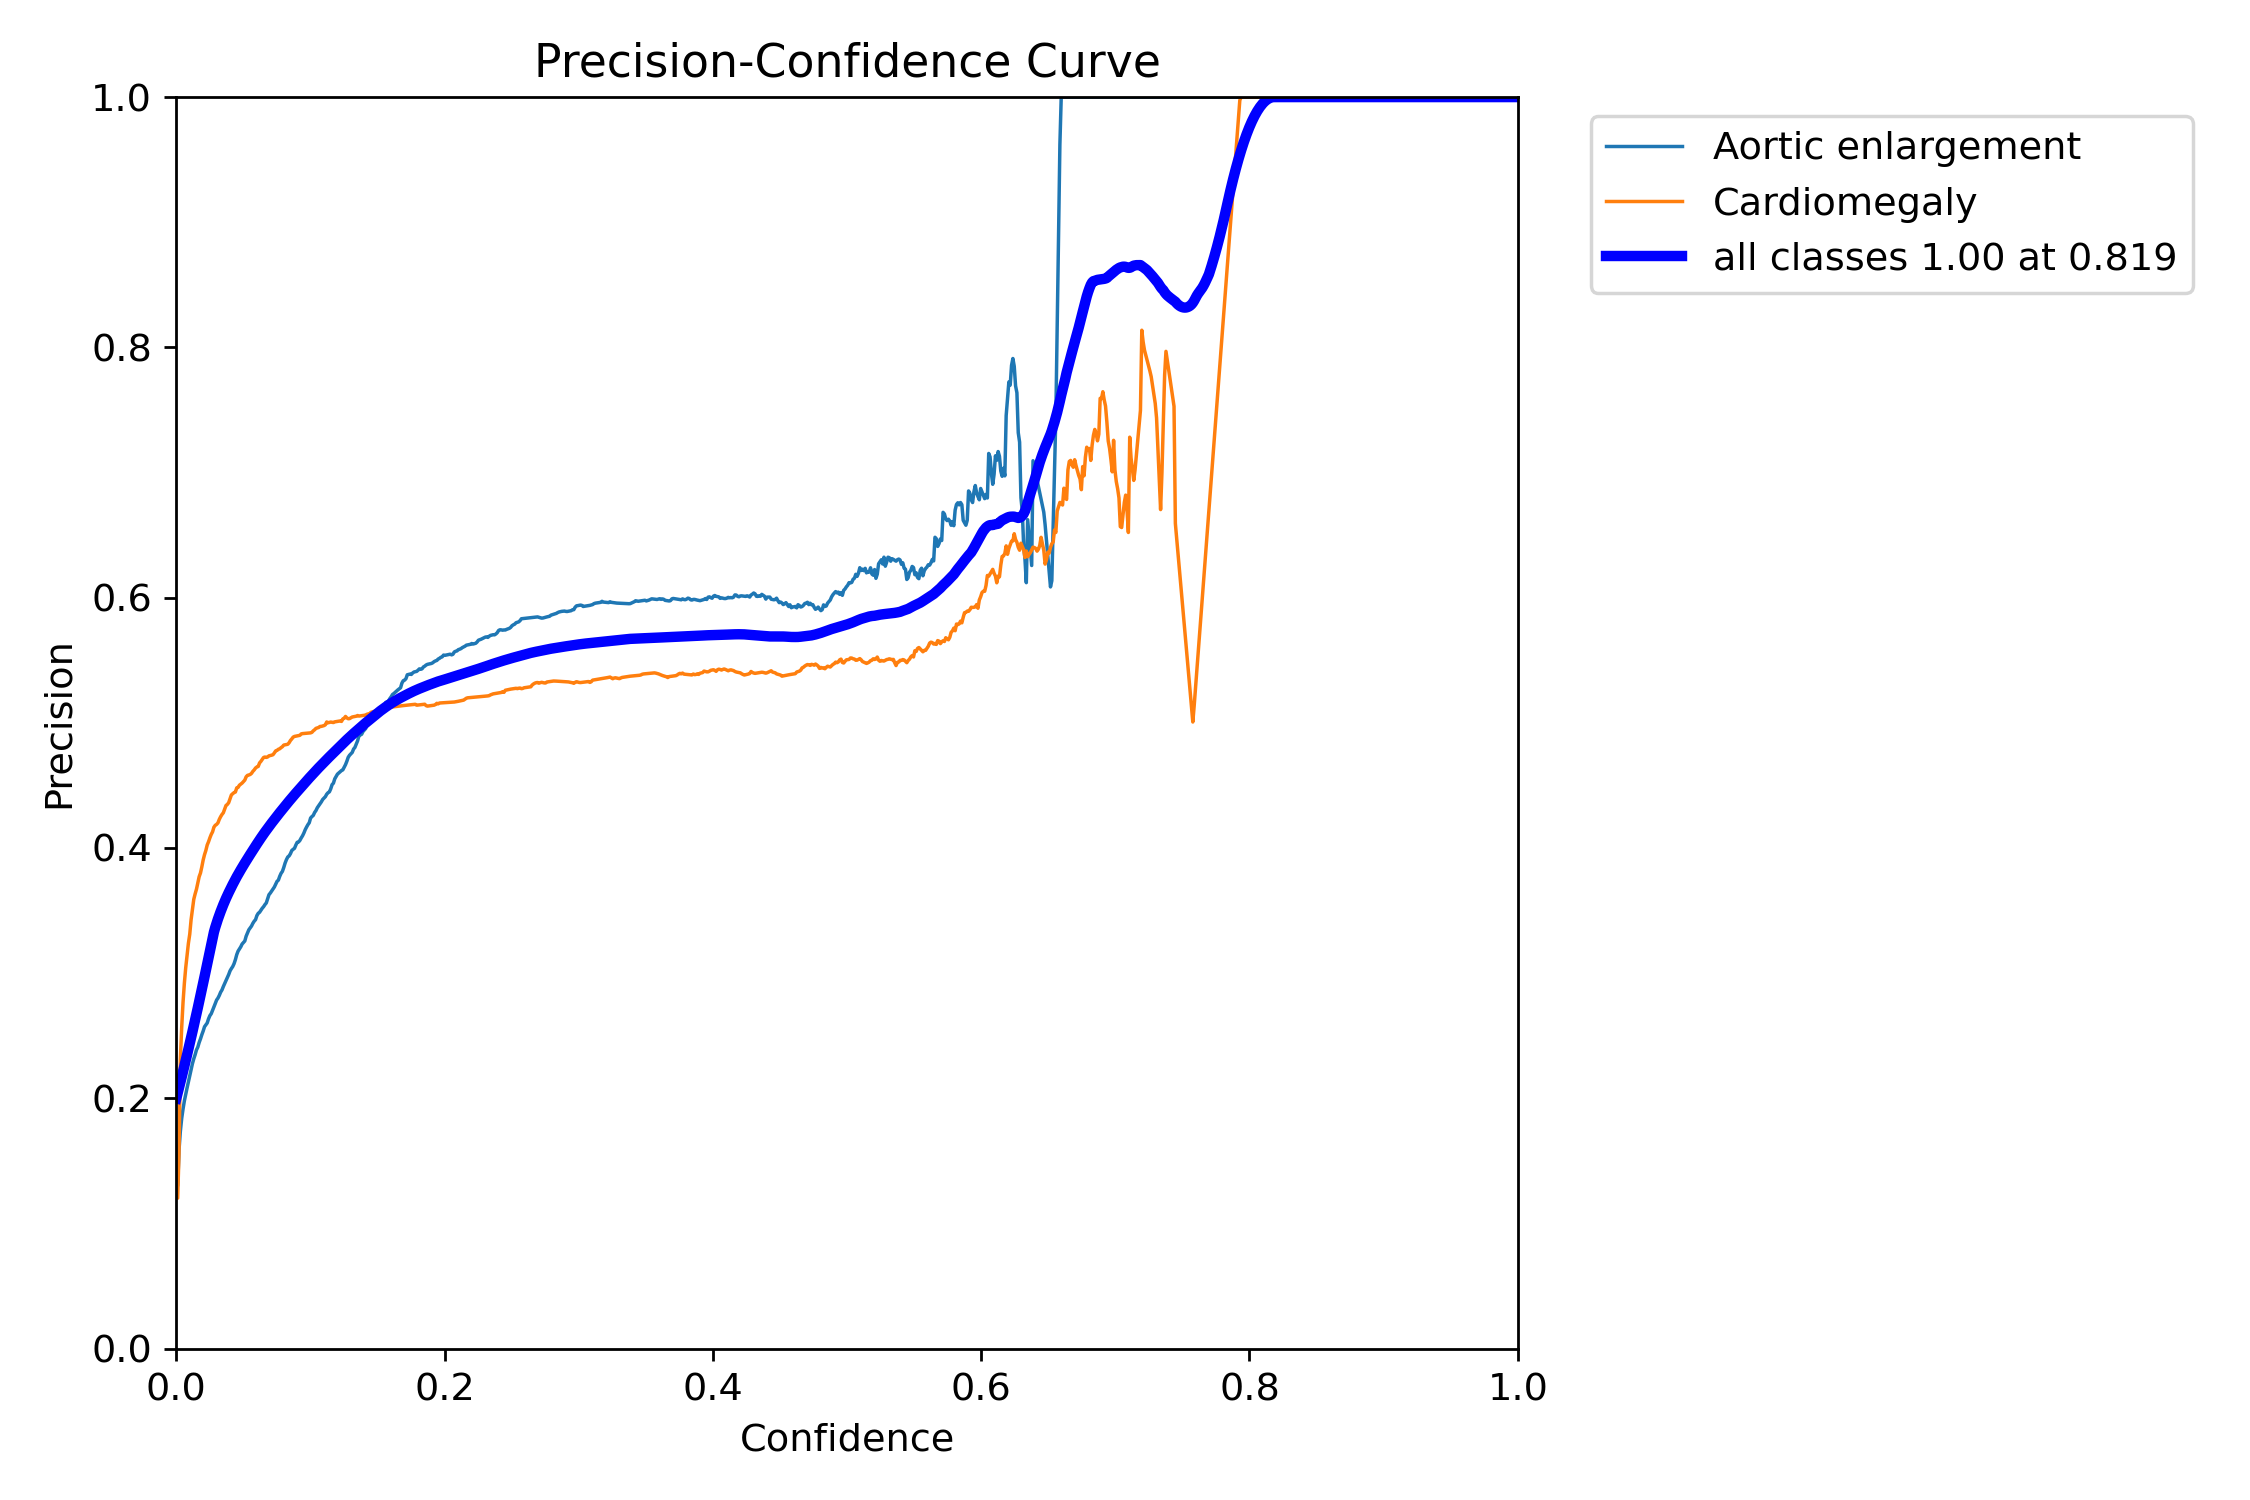 Precision-Confidence Curve
Aortic enlargement
Cardiomegaly
all classes 1.00 at 0.819
Precision
1.0
0.8
0.6
0.4
0.2
0.0
0.0 0.2 0.4 0.6 0.8 1.0
Confidence